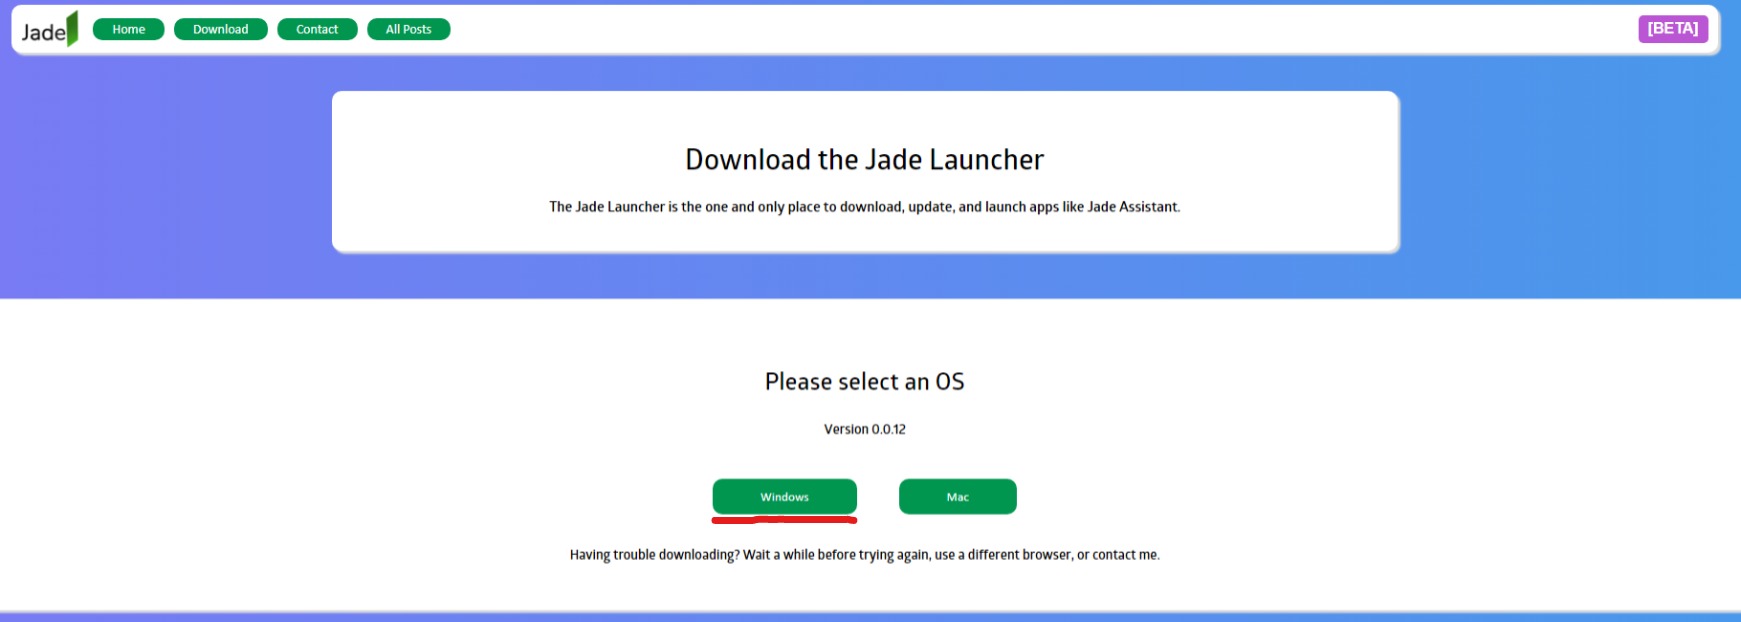 Jade
Home
Download
Contact
All Posts
[BETA]
Download the Jade Launcher
The Jade Launcher is the one and only place to download, update, and launch apps like Jade Assistant.
Please select an OS
Version 0.0.12
Windows
Mac
Having trouble downloading? Wait a while before trying again, use a different browser, or contact me.